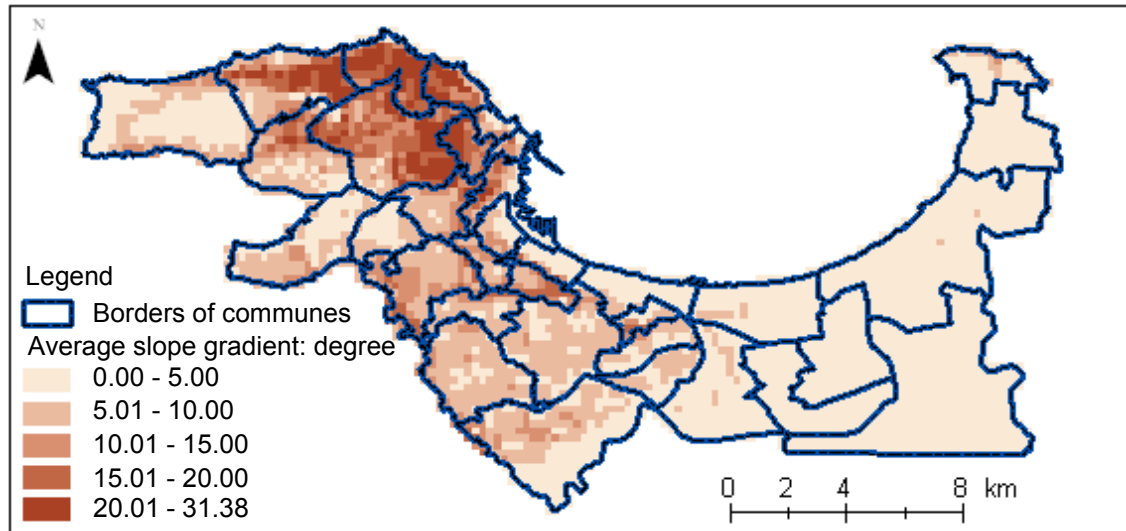 N
Legend
Borders of communes
Average slope gradient: degree
0.00 - 5.00
5.01 - 10.00
10.01 - 15.00
15.01 - 20.00
20.01 - 31.38
0 2 4 8 km